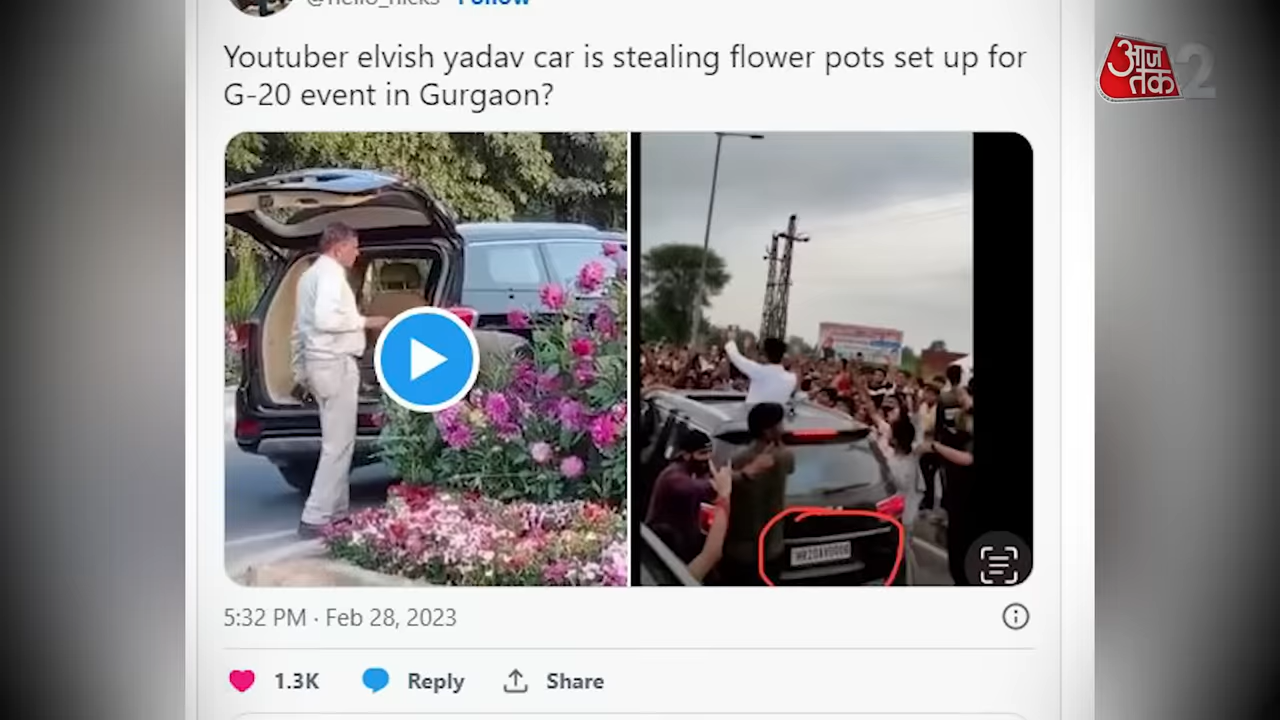 Follow
आज
तक 2
Youtuber elvish yadav car is stealing flower pots set up for
G-20 event in Gurgaon?
5:32 PM · Feb 28, 2023
1.3K Reply Share